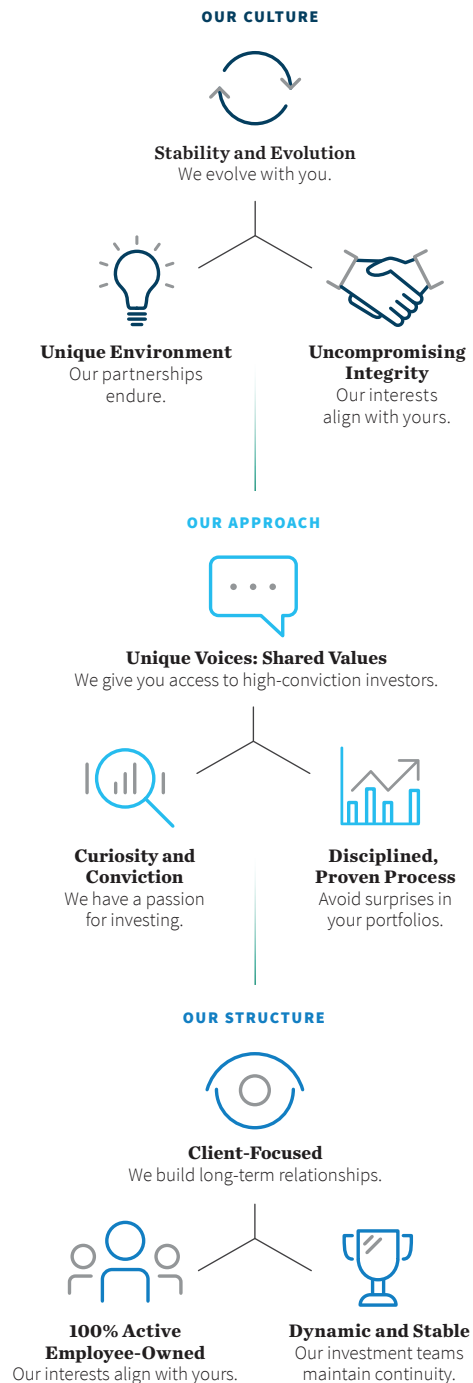 OUR CULTURE
Stability and Evolution
We evolve with you.
Unique Environment
Our partnerships
endure.
Uncompromising
Integrity
Our interests
align with yours.
OUR APPROACH
Unique Voices: Shared Values
We give you access to high-conviction investors.
Curiosity and
Conviction
We have a passion
for investing.
Disciplined,
Proven Process
Avoid surprises in
your portfolios.
OUR STRUCTURE
Client-Focused
We build long-term relationships.
100% Active
Employee-Owned
Our interests align with yours.
Dynamic and Stable
Our investment teams
maintain continuity.